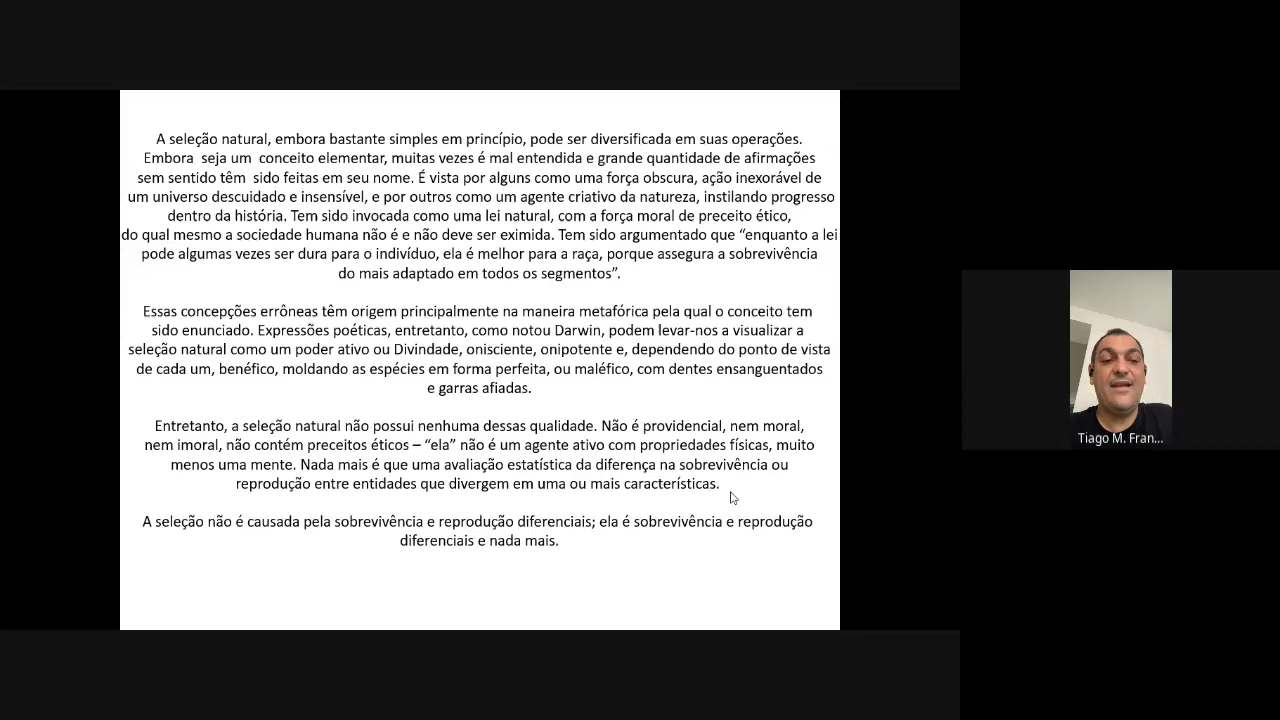 A seleção natural, embora bastante simples em princípio, pode ser diversificada em suas operações.
Embora seja um conceito elementar, muitas vezes é mal entendida e grande quantidade de afirmações
sem sentido têm sido feitas em seu nome. É vista por alguns como uma força obscura, ação inexorável de
um universo descuidado e insensível, e por outros como um agente criativo da natureza, instilando progresso
dentro da história. Tem sido invocada como uma lei natural, com a força moral de preceito ético,
do qual mesmo a sociedade humana não é e não deve ser eximida. Tem sido argumentado que “enquanto a lei
pode algumas vezes ser dura para o indivíduo, ela é melhor para a raça, porque assegura a sobrevivência
do mais adaptado em todos os segmentos”.
Essas concepções errôneas têm origem principalmente na maneira metafórica pela qual o conceito tem
sido enunciado. Expressões poéticas, entretanto, como notou Darwin, podem levar-nos a visualizar a
seleção natural como um poder ativo ou Divindade, onisciente, onipotente e, dependendo do ponto de vista
de cada um, benéfico, moldando as espécies em forma perfeita, ou maléfico, com dentes ensanguentados
e garras afiadas.
Entretanto, a seleção natural não possui nenhuma dessas qualidade. Não é providencial, nem moral,
nem imoral, não contém preceitos éticos – “ela” não é um agente ativo com propriedades físicas, muito
menos uma mente. Nada mais é que uma avaliação estatística da diferença na sobrevivência ou
reprodução entre entidades que divergem em uma ou mais características.
A seleção não é causada pela sobrevivência e reprodução diferenciais; ela é sobrevivência e reprodução
diferenciais e nada mais.
Tiago M. Fran...